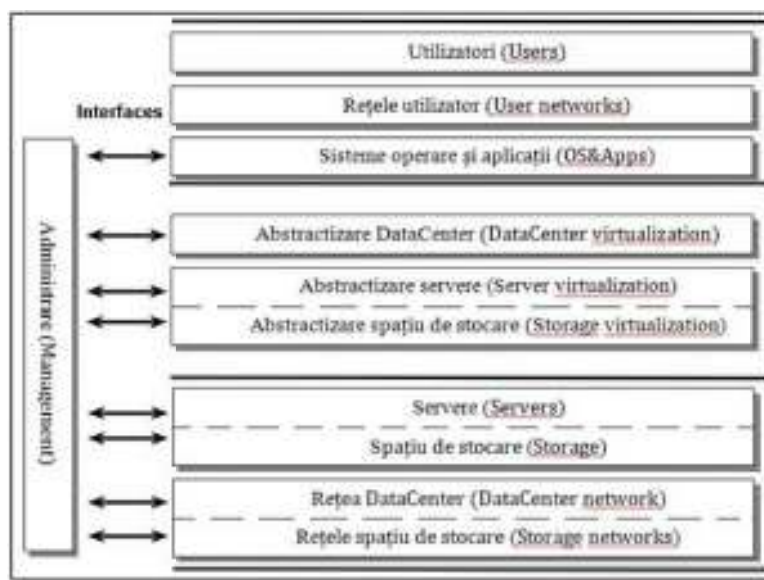 Utilizatori (Users)
Interfaces
Rețele utilizator (User networks)
Sisteme operare și aplicații (OS&Apps)
Administrare (Management)
Abstractizare DataCenter (DataCenter virtualization)
Abstractizare servere (Server virtualization)
Abstractizare spațiu de stocare (Storage virtualization)
Servere (Servers)
Spațiu de stocare (Storage)
Rețea DataCenter (DataCenter network)
Rețele spațiu de stocare (Storage networks)